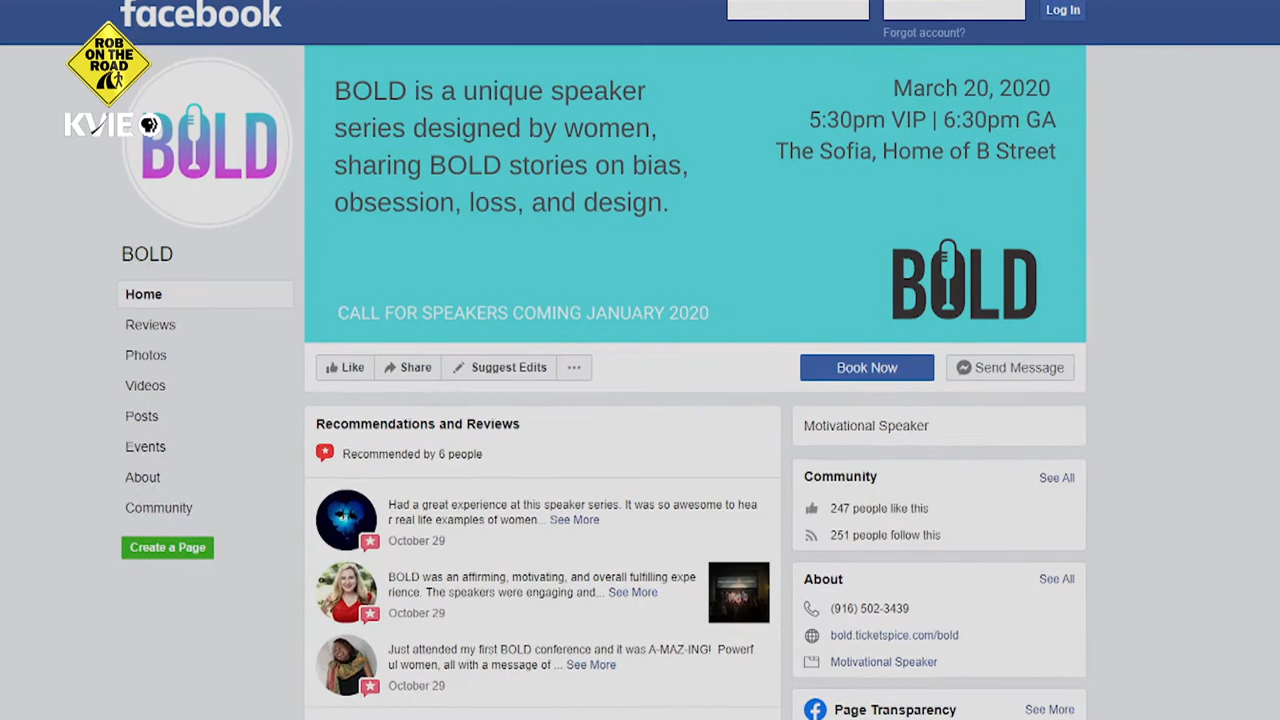 facebook
Log In
Forgot account?
ROB
ON THE
ROAD
KVIE
BOLD
BOLD is a unique speaker
series designed by women,
sharing BOLD stories on bias,
obsession, loss, and design.
March 20, 2020
5:30pm VIP | 6:30pm GA
The Sofia, Home of B Street
BOLD
CALL FOR SPEAKERS COMING JANUARY 2020
BOLD
Home
Reviews
Photos
Videos
Posts
Events
About
Community
Create a Page
Like
Share
Suggest Edits
Book Now
Send Message
Recommendations and Reviews
Recommended by 6 people
Had a great experience at this speaker series. It was so awesome to hea
r real life examples of women... See More
October 29
BOLD was an affirming, motivating, and overall fulfilling expe
rience. The speakers were engaging and... See More
October 29
Just attended my first BOLD conference and it was A-MAZ-ING! Powerf
ul women, all with a message of ... See More
October 29
Motivational Speaker
Community
See All
247 people like this
251 people follow this
About
See All
(916) 502-3439
bold.ticketspice.com/bold
Motivational Speaker
Page Transparency
See More